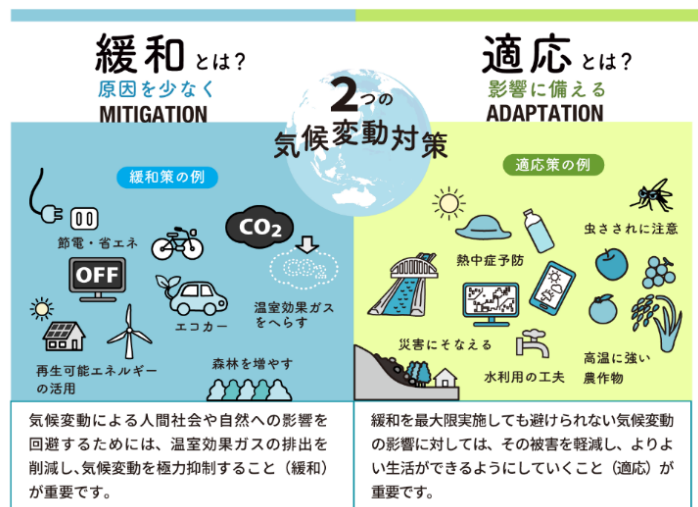 緩和とは?
原因を少なく
MITIGATION
2つの
気候変動対策
適応とは?
影響に備える
ADAPTATION
緩和策の例
節電・省エネ
OFF
CO2
CO2
エコカー
温室効果ガス
をへらす
再生可能エネルギー
の活用
森林を増やす
適応策の例
虫さされに注意
熱中症予防
災害にそなえる
水利用の工夫
高温に強い
農作物
気候変動による人間社会や自然への影響を
回避するためには、温室効果ガスの排出を
削減し、気候変動を極力抑制すること（緩和）
が重要です。
緩和を最大限実施しても避けられない気候変動
の影響に対しては、その被害を軽減し、よりよ
い生活ができるようにしていくこと（適応）が
重要です。